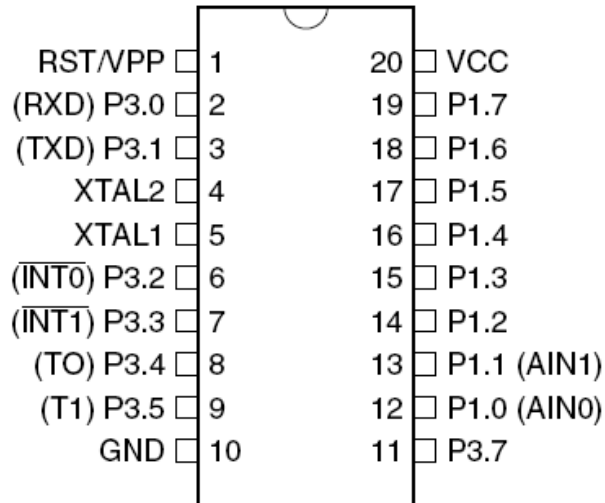 RST/VPP 1 20 VCC
(RXD) P3.0 2 19 P1.7
(TXD) P3.1 3 18 P1.6
XTAL2 4 17 P1.5
XTAL1 5 16 P1.4
(I̅N̅T̅0̅) P3.2 6 15 P1.3
(I̅N̅T̅1̅) P3.3 7 14 P1.2
(TO) P3.4 8 13 P1.1 (AIN1)
(T1) P3.5 9 12 P1.0 (AIN0)
GND 10 11 P3.7